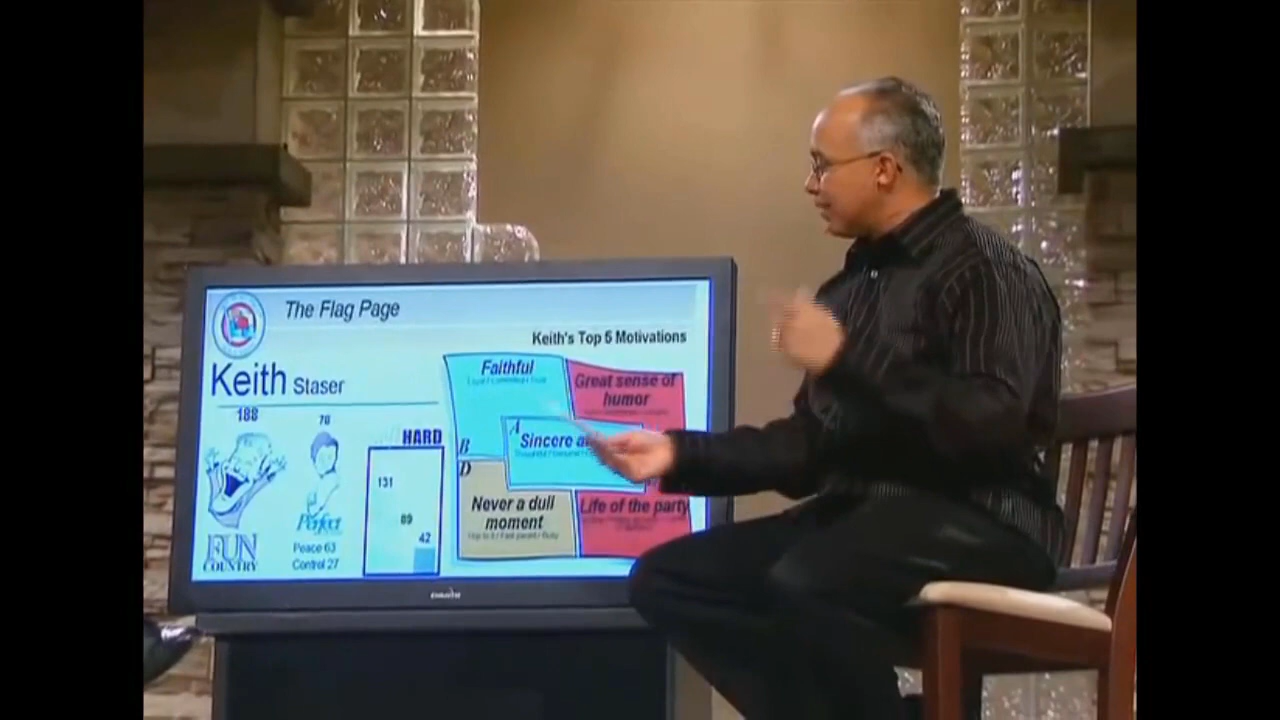 The Flag Page
Keith's Top 5 Motivations
Keith Staser
188
78
HARD
131
89
42
Perfect
FUN
COUNTRY
Peace 63
Control 27
Faithful
Great sense of
humor
A
Sincere
B
D
Never a dull
moment
Life of the party